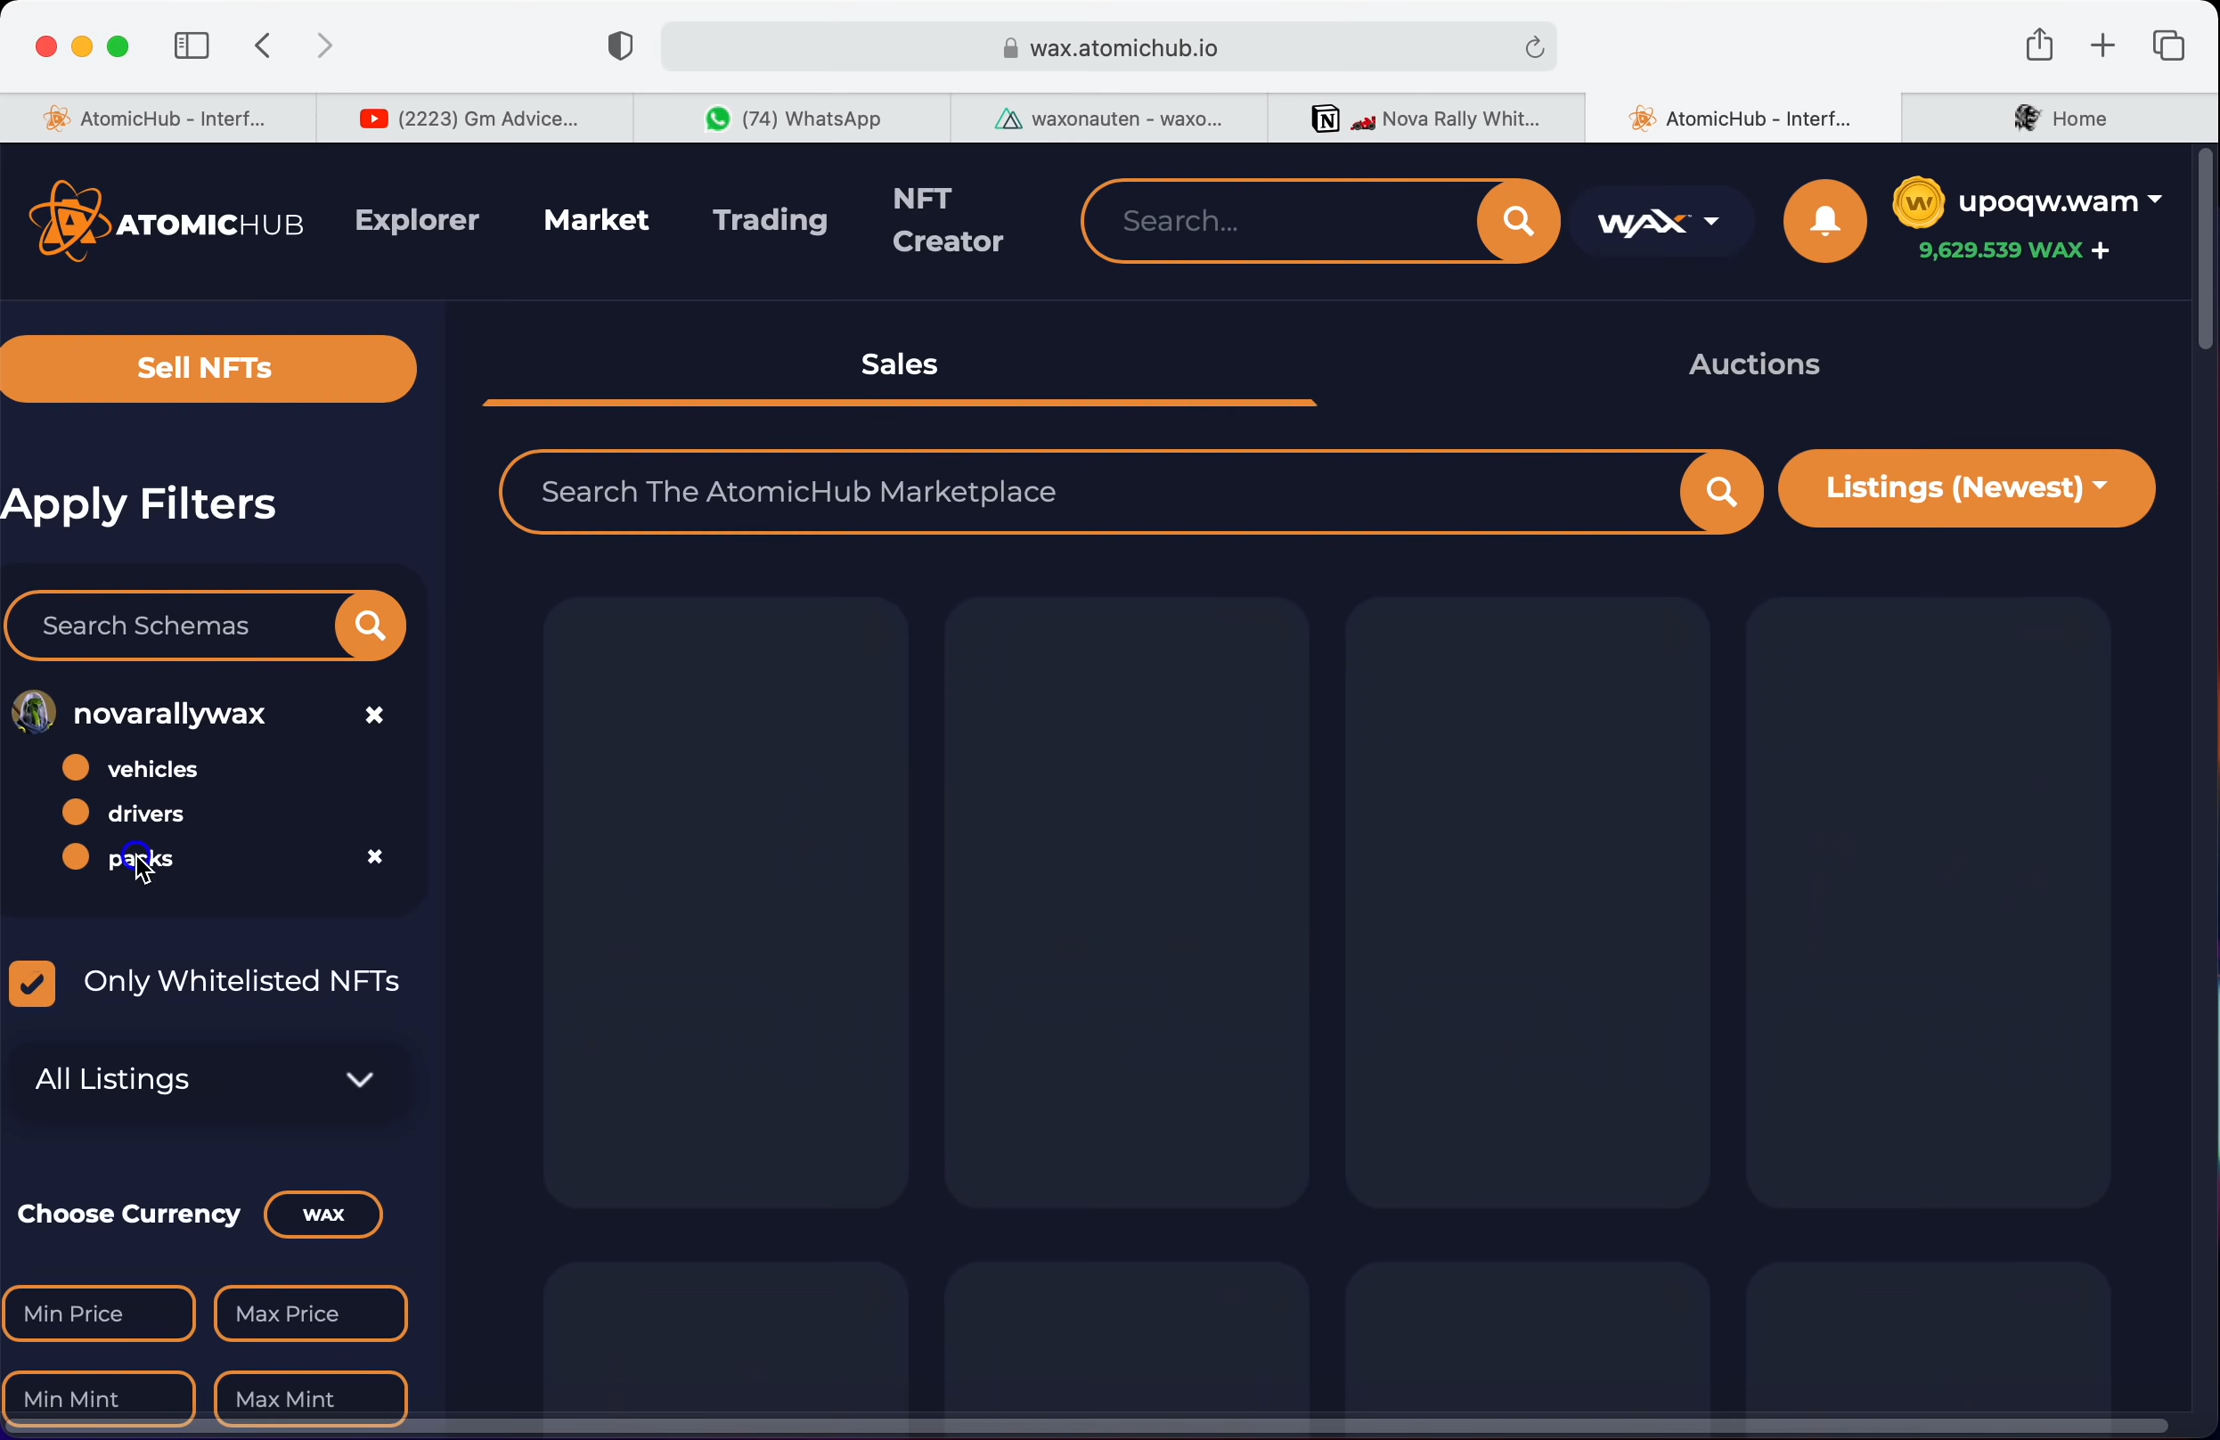 wax.atomichub.io
AtomicHub - Interf...
(2223) Gm Advice...
(74) WhatsApp
waxonauten - waxo...
Nova Rally Whit...
AtomicHub - Interf...
Home
ATOMICHUB
Explorer
Market
Trading
NFT
Creator
Search...
WAX
upoqw.wam
9,629.539 WAX +
Sell NFTs
Sales
Auctions
Apply Filters
Search The AtomicHub Marketplace
Listings (Newest)
Search Schemas
novarallywax
vehicles
drivers
packs
Only Whitelisted NFTs
All Listings
Choose Currency
WAX
Min Price
Max Price
Min Mint
Max Mint